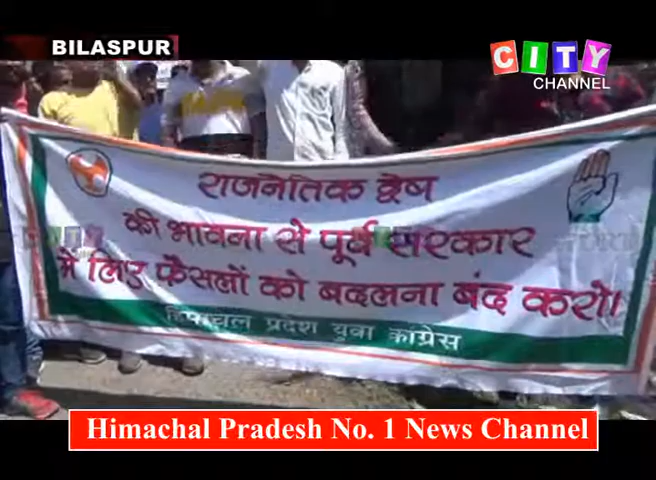 BILASPUR
CITY
CHANNEL
राजनैतिक द्वेष
की भावना से पूर्व सरकार
में लिए फैसलों को बदलना बंद करो।
हिमाचल प्रदेश युवा कांग्रेस
Himachal Pradesh No. 1 News Channel